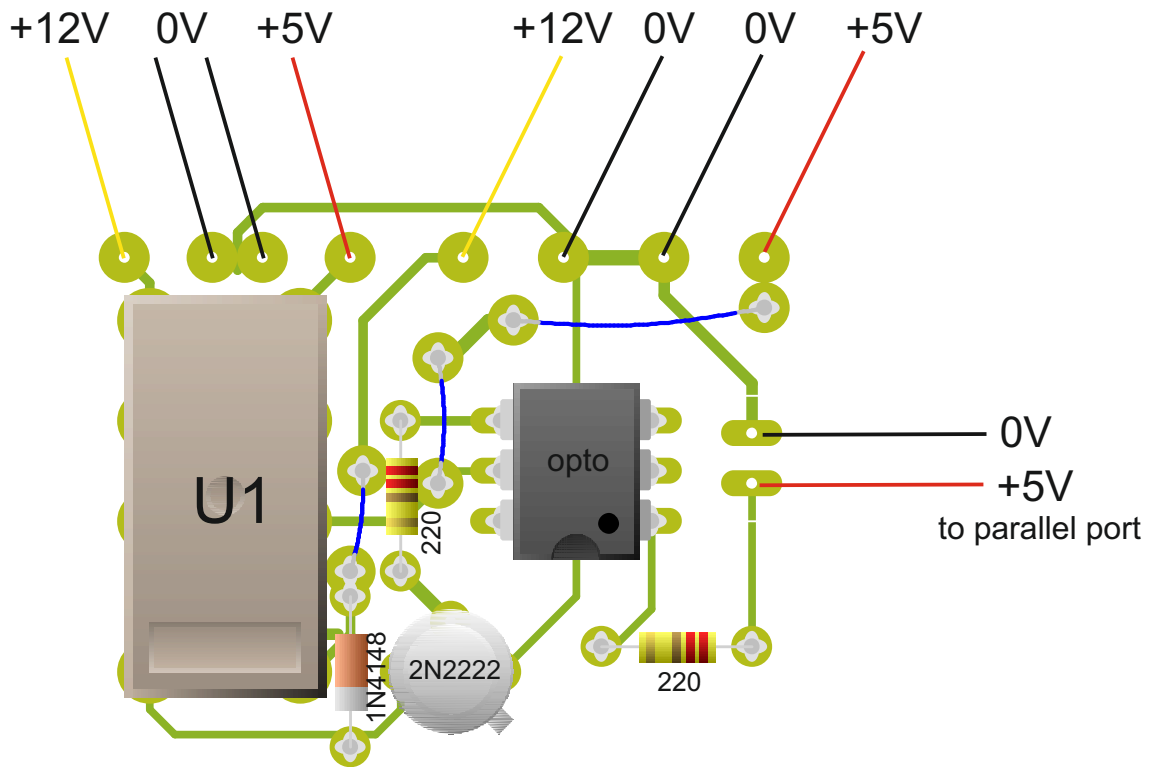 +12V 0V +5V +12V 0V 0V +5V
0V
opto
+5V
U1
to parallel port
220
1N4148
2N2222
220